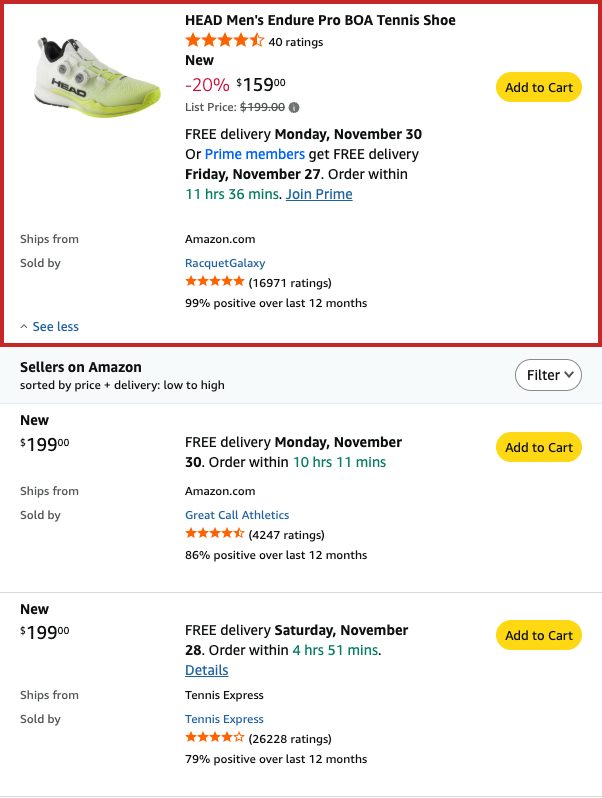 HEAD Men's Endure Pro BOA Tennis Shoe
40 ratings
New
-20% $159⁰⁰
Add to Cart
List Price: $199.00
HEAD
FREE delivery Monday, November 30
Or Prime members get FREE delivery
Friday, November 27. Order within
11 hrs 36 mins. Join Prime
Ships from Amazon.com
Sold by RacquetGalaxy
(16971 ratings)
99% positive over last 12 months
See less
Sellers on Amazon
sorted by price + delivery: low to high
Filter
New
$199⁰⁰
FREE delivery Monday, November
30. Order within 10 hrs 11 mins
Add to Cart
Ships from Amazon.com
Sold by Great Call Athletics
(4247 ratings)
86% positive over last 12 months
New
$199⁰⁰
FREE delivery Saturday, November
28. Order within 4 hrs 51 mins.
Details
Add to Cart
Ships from Tennis Express
Sold by Tennis Express
(26228 ratings)
79% positive over last 12 months